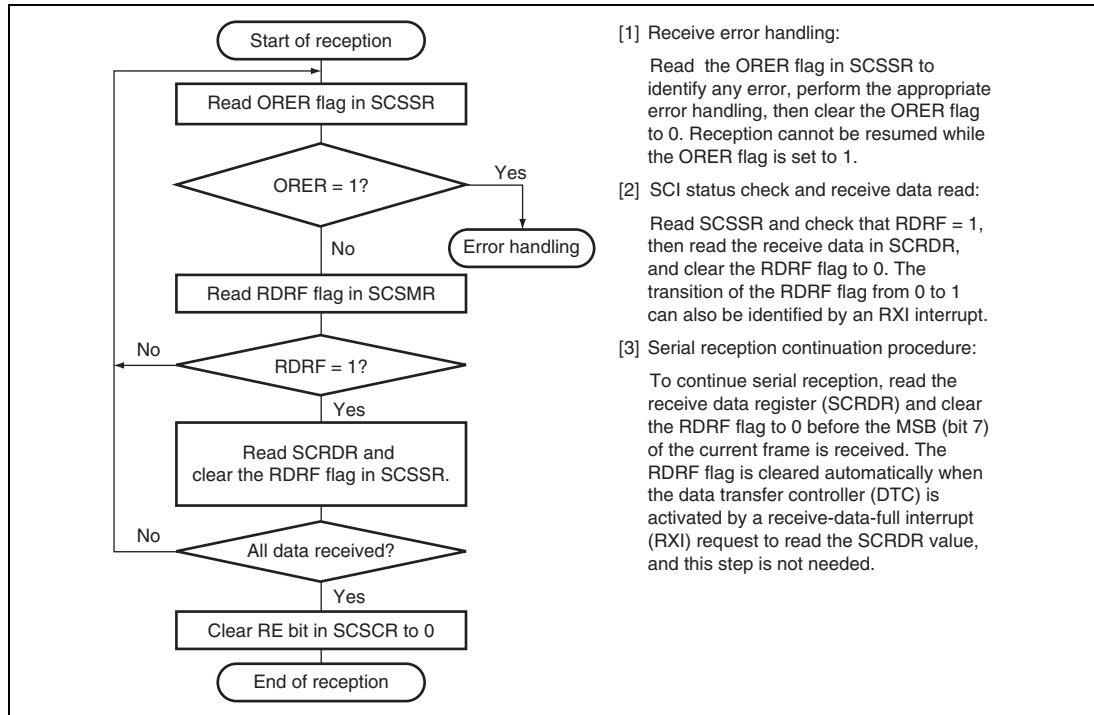 Start of reception
Read ORER flag in SCSSR
ORER = 1?
Yes
Error handling
No
Read RDRF flag in SCSMR
No
RDRF = 1?
Yes
Read SCRDR and
clear the RDRF flag in SCSSR.
No
All data received?
Yes
Clear RE bit in SCSCR to 0
End of reception
[1] Receive error handling:
Read the ORER flag in SCSSR to
identify any error, perform the appropriate
error handling, then clear the ORER flag
to 0. Reception cannot be resumed while
the ORER flag is set to 1.
[2] SCI status check and receive data read:
Read SCSSR and check that RDRF = 1,
then read the receive data in SCRDR,
and clear the RDRF flag to 0. The
transition of the RDRF flag from 0 to 1
can also be identified by an RXI interrupt.
[3] Serial reception continuation procedure:
To continue serial reception, read the
receive data register (SCRDR) and clear
the RDRF flag to 0 before the MSB (bit 7)
of the current frame is received. The
RDRF flag is cleared automatically when
the data transfer controller (DTC) is
activated by a receive-data-full interrupt
(RXI) request to read the SCRDR value,
and this step is not needed.